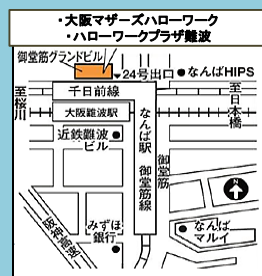 ・大阪マザーズハローワーク
・ハローワークプラザ難波
御堂筋グランドビル
24号出口
なんばHIPS
至桜川
千日前線
至日本橋
大阪難波駅
近鉄難波
ビル
なんば駅
御堂筋線
御堂筋
阪神高速
みずほ
銀行
なんば
マルイ